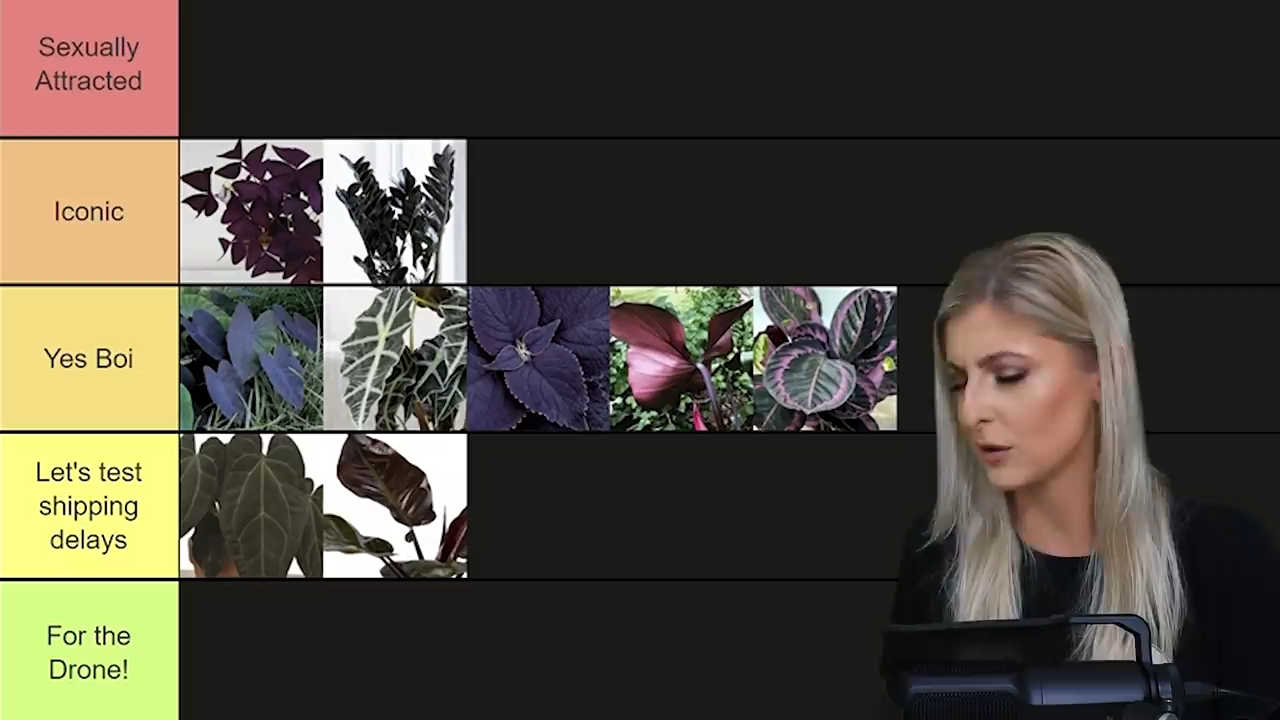 Sexually
Attracted
Iconic
Yes Boi
Let's test
shipping
delays
For the
Drone!